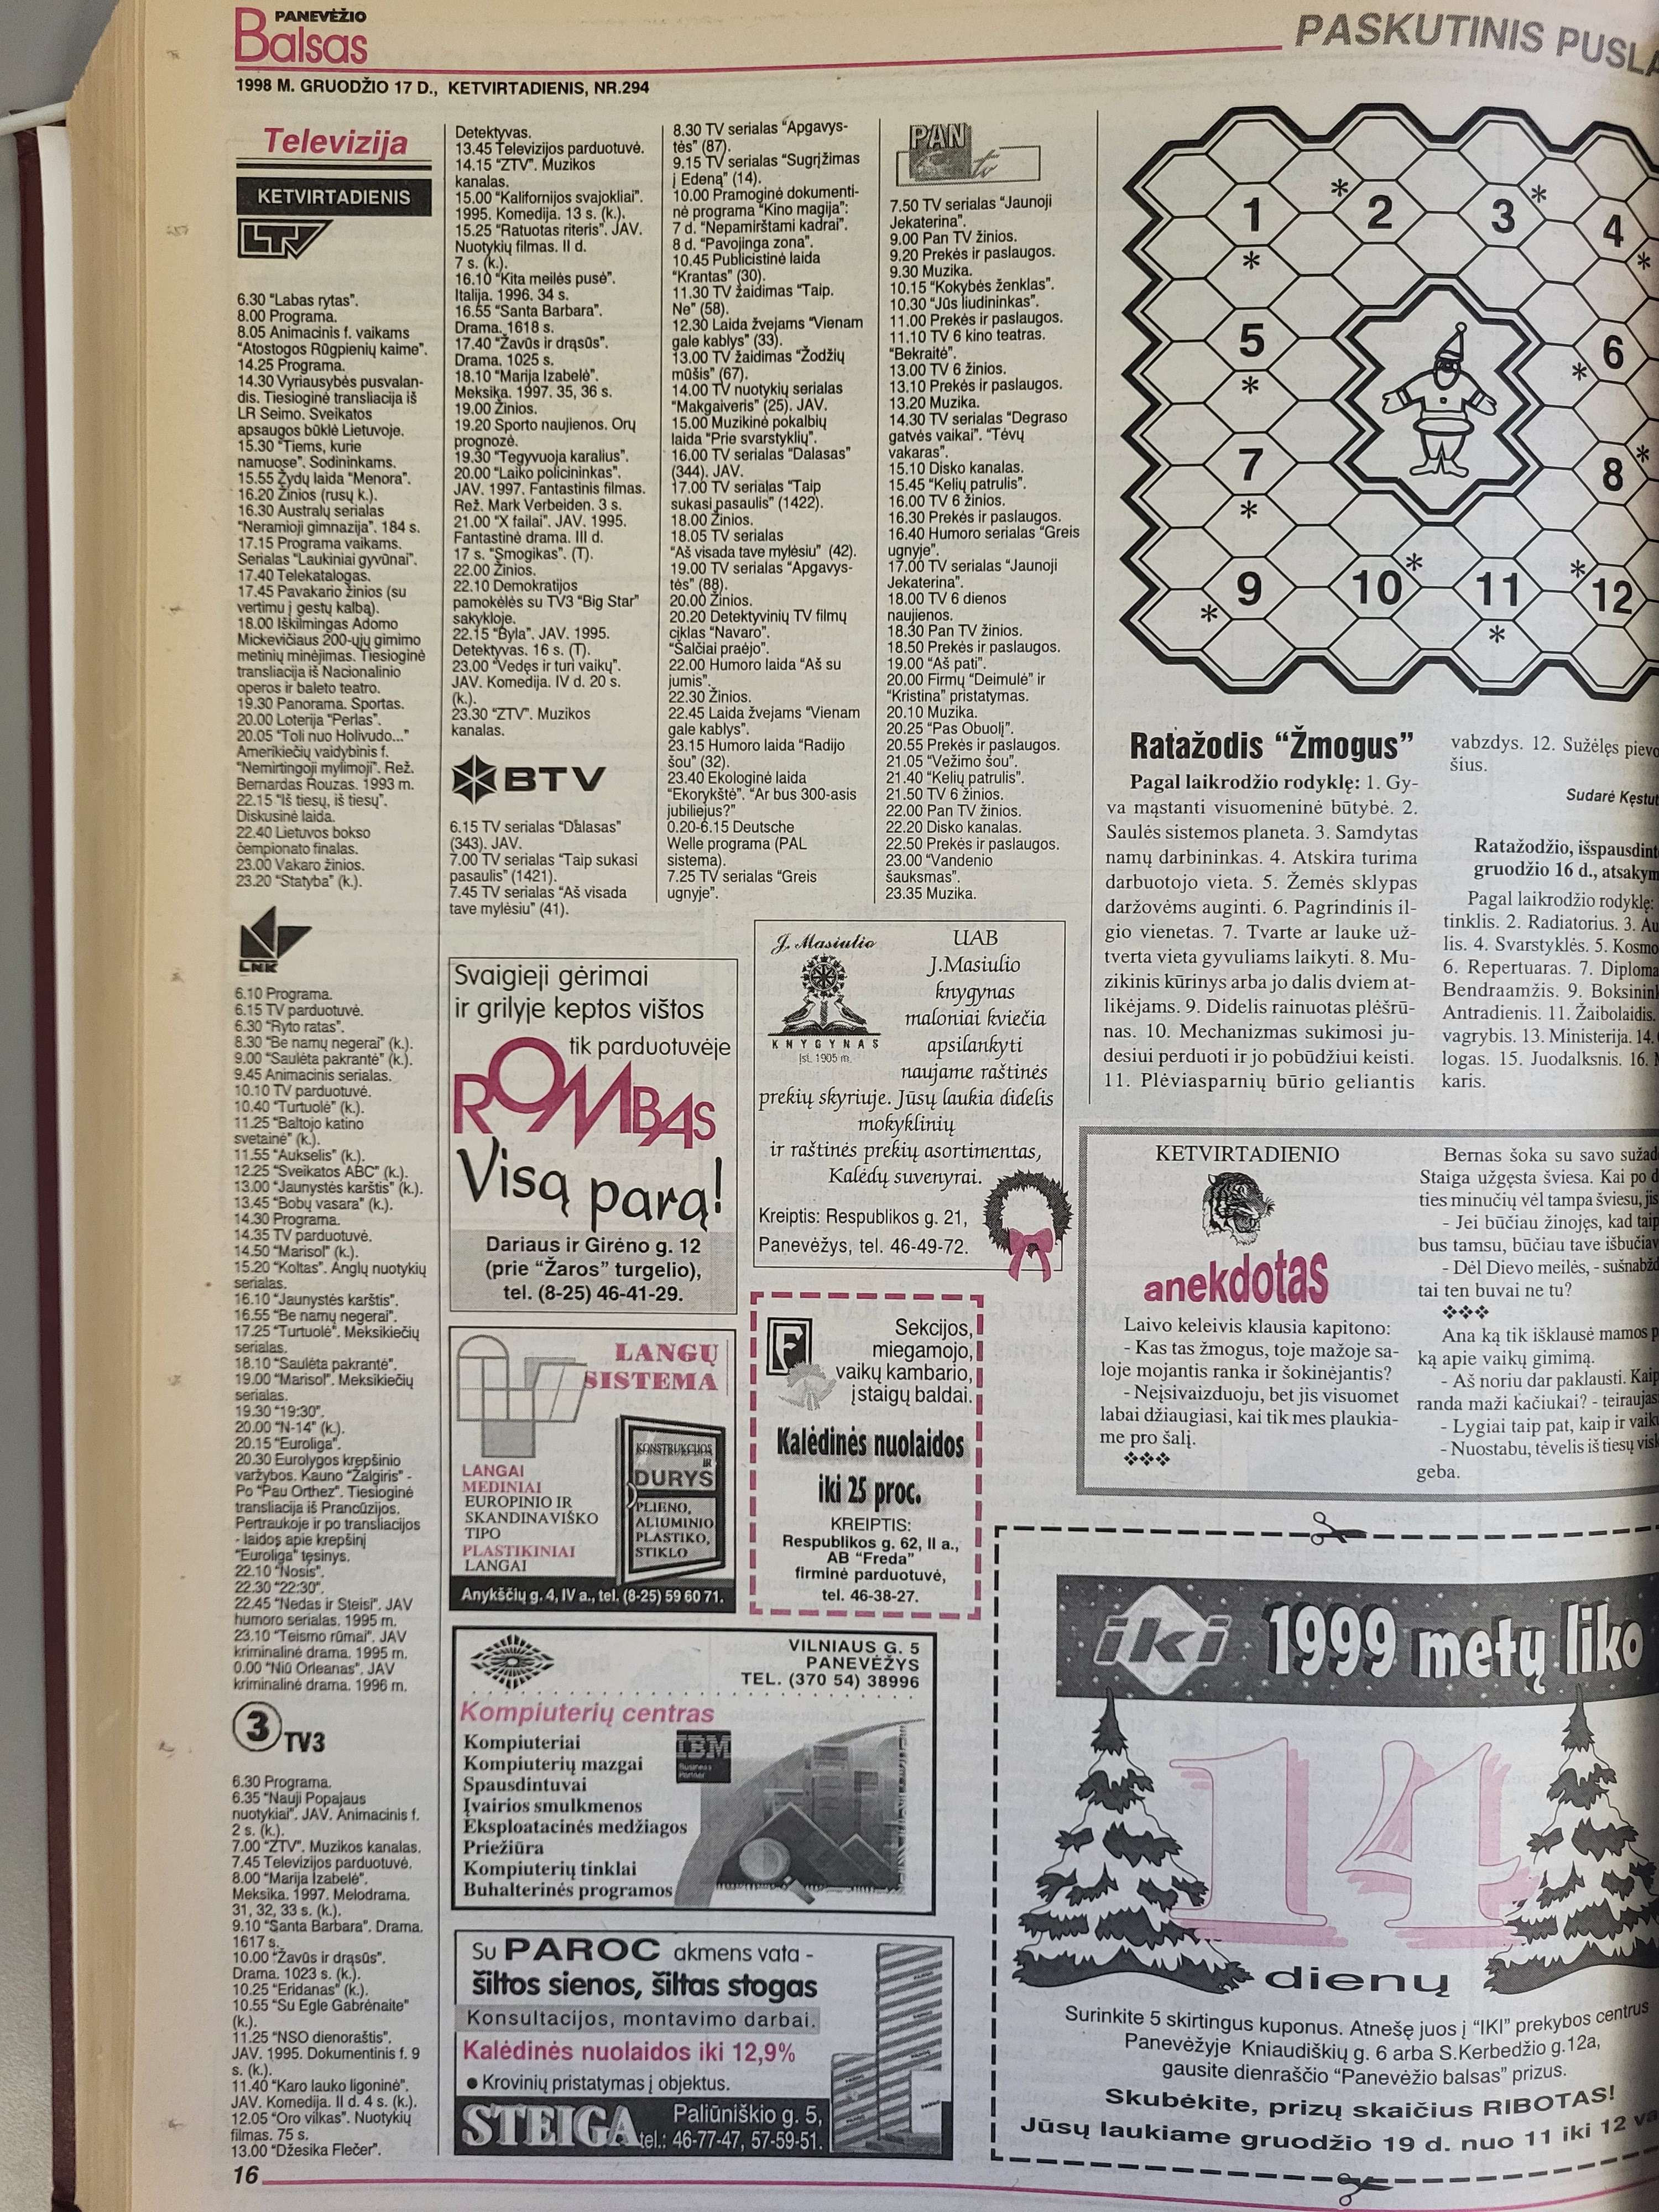 PANEVĖŽIO
Balsas
PASKUTINIS
1998 M. GRUODŽIO 17 D., KETVIRTADIENIS, NR.294
Televizija
KETVIRTADIENIS
LTV
6.30 “Labas rytas”.
8.00 Programa.
8.05 Animacinis f. vaikams
“Atostogos Rūgpienių kaime”.
14.25 Programa.
14.30 Vyriausybės pusvalan-
dis. Tiesioginė transliacija iš
LR Seimo. Sveikatos
apsaugos būklė Lietuvoje.
15.30 “Tiems, kurie
namuose”. Sodininkams.
15.55 Žydų laida “Menora”.
16.20 Žinios (rusų k.).
16.30 Australų serialas
“Neramioji gimnazija”. 184 s.
17.15 Programa vaikams.
Serialas “Laukiniai gyvūnai”.
17.40 Telekatalogas.
17.45 Pavakario žinios (su
vertimu į gestų kalbą).
18.00 Iškilmingas Adomo
Mickevičiaus 200-ųjų gimimo
metinių minėjimas. Tiesioginė
transliacija iš Nacionalinio
operos ir baleto teatro.
19.30 Panorama. Sportas.
20.00 Loterija “Perlas”.
20.05 “Toli nuo Holivudo...”
Amerikiečių vaidybinis f.
“Nemirtingoji mylimoji”. Rež.
Bernardas Rouzas. 1993 m.
22.15 “Iš tiesų, iš tiesų”.
Diskusinė laida.
22.40 Lietuvos bokso
čempionato finalas.
23.00 Vakaro žinios.
23.20 “Statyba” (k.).
LNK
6.10 Programa.
6.15 TV parduotuvė.
6.30 “Ryto ratas”.
8.30 “Be namų negerai” (k.).
9.00 “Saulėta pakrantė” (k.).
9.45 Animacinis serialas.
10.10 TV parduotuvė.
10.40 “Turtuolė” (k.).
11.25 “Baltojo katino
svetainė” (k.).
11.55 “Aukselis” (k.).
12.25 “Sveikatos ABC” (k.).
13.00 “Jaunystės karštis” (k.).
13.45 “Bobų vasara” (k.).
14.30 Programa.
14.35 TV parduotuvė.
14.50 “Marisol” (k.).
15.20 “Koltas”. Anglų nuotykių
serialas.
16.10 “Jaunystės karštis”.
16.55 “Be namų negerai”.
17.25 “Turtuolė”. Meksikiečių
serialas.
18.10 “Saulėta pakrantė”.
19.00 “Marisol”. Meksikiečių
serialas.
19.30 “19:30”.
20.00 “N-14” (k.).
20.15 “Euroliga”.
20.30 Eurolygos krepšinio
varžybos. Kauno “Žalgiris” -
Po “Pau Orthez”. Tiesioginė
transliacija iš Prancūzijos.
Pertraukoje ir po transliacijos
- laidos apie krepšinį
“Euroliga” tęsinys.
22.10 “Nosis”.
22.30 “22:30”.
22.45 “Nedas ir Steisi”. JAV
humoro serialas. 1995 m.
23.10 “Teismo rūmai”. JAV
kriminalinė drama. 1995 m.
0.00 “Niū Orleanas”. JAV
kriminalinė drama. 1996 m.
3 TV3
6.30 Programa.
6.35 “Nauji Popajaus
nuotykiai”. JAV. Animacinis f.
2 s. (k.).
7.00 “ZTV”. Muzikos kanalas.
7.45 Televizijos parduotuvė.
8.00 “Marija Izabelė”.
Meksika. 1997. Melodrama.
31, 32, 33 s. (k.).
9.10 “Santa Barbara”. Drama.
1617 s.
10.00 “Žavūs ir drąsūs”.
Drama. 1023 s. (k.).
10.25 “Eridanas” (k.).
10.55 “Su Egle Gabrėnaite”
(k.).
11.25 “NSO dienoraštis”.
JAV. 1995. Dokumentinis f. 9
s. (k.).
11.40 “Karo lauko ligoninė”.
JAV. Komedija. II d. 4 s. (k.).
12.05 “Oro vilkas”. Nuotykių
filmas. 75 s.
13.00 “Džesika Flečer”.
Detektyvas.
13.45 Televizijos parduotuvė.
14.15 “ZTV”. Muzikos
kanalas.
15.00 “Kalifornijos svajokliai”.
1995. Komedija. 13 s. (k.).
15.25 “Ratuotas riteris”. JAV.
Nuotykių filmas. II d.
7 s. (k.).
16.10 “Kita meilės pusė”.
Italija. 1996. 34 s.
16.55 “Santa Barbara”.
Drama. 1618 s.
17.40 “Žavūs ir drąsūs”.
Drama. 1025 s.
18.10 “Marija Izabelė”.
Meksika. 1997. 35, 36 s.
19.00 Žinios.
19.20 Sporto naujienos. Orų
prognozė.
19.30 “Tegyvuoja karalius”.
20.00 “Laiko policininkas”.
JAV. 1997. Fantastinis filmas.
Rež. Mark Verbeiden. 3 s.
21.00 “X failai”. JAV. 1995.
Fantastinė drama. III d.
17 s. “Smogikas”. (T).
22.00 Žinios.
22.10 Demokratijos
pamokėlės su TV3 “Big Star”
sakykloje.
22.15 “Byla”. JAV. 1995.
Detektyvas. 16 s. (T).
23.00 “Vedęs ir turi vaikų”.
JAV. Komedija. IV d. 20 s.
(k.).
23.30 “ZTV”. Muzikos
kanalas.
BTV
6.15 TV serialas “Dalasas”
(343). JAV.
7.00 TV serialas “Taip sukasi
pasaulis” (1421).
7.45 TV serialas “Aš visada
tave mylėsiu” (41).
8.30 TV serialas “Apgavys-
tės” (87).
9.15 TV serialas “Sugrįžimas
į Edeną” (14).
10.00 Pramoginė dokumenti-
nė programa “Kino magija”:
7 d. “Nepamirštami kadrai”.
8 d. “Pavojinga zona”.
10.45 Publicistinė laida
“Krantas” (30).
11.30 TV žaidimas “Taip.
Ne” (58).
12.30 Laida žvejams “Vienam
gale kablys” (33).
13.00 TV žaidimas “Žodžių
mūšis” (67).
14.00 TV nuotykių serialas
“Makgaiveris” (25). JAV.
15.00 Muzikinė pokalbių
laida “Prie svarstyklių”.
16.00 TV serialas “Dalasas”
(344). JAV.
17.00 TV serialas “Taip
sukasi pasaulis” (1422).
18.00 Žinios.
18.05 TV serialas
“Aš visada tave mylėsiu” (42).
19.00 TV serialas “Apgavys-
tės” (88).
20.00 Žinios.
20.20 Detektyvinių TV filmų
ciklas “Navaro”.
“Šalčiai praėjo”.
22.00 Humoro laida “Aš su
jumis”.
22.30 Žinios.
22.45 Laida žvejams “Vienam
gale kablys”.
23.15 Humoro laida “Radijo
šou” (32).
23.40 Ekologinė laida
“Ekorykštė”. “Ar bus 300-asis
jubiliejus?”
0.20-6.15 Deutsche
Welle programa (PAL
sistema).
7.25 TV serialas “Greis
ugnyje”.
PAN
tv
7.50 TV serialas “Jaunoji
Jekaterina”.
9.00 Pan TV žinios.
9.20 Prekės ir paslaugos.
9.30 Muzika.
10.15 “Kokybės ženklas”.
10.30 “Jūs liudininkas”.
11.00 Prekės ir paslaugos.
11.10 TV 6 kino teatras.
“Bekraitė”.
13.00 TV 6 žinios.
13.10 Prekės ir paslaugos.
13.20 Muzika.
14.30 TV serialas “Degraso
gatvės vaikai”. “Tėvų
vakaras”.
15.10 Disko kanalas.
15.45 “Kelių patrulis”.
16.00 TV 6 žinios.
16.30 Prekės ir paslaugos.
16.40 Humoro serialas “Greis
ugnyje”.
17.00 TV serialas “Jaunoji
Jekaterina”.
18.00 TV 6 dienos
naujienos.
18.30 Pan TV žinios.
18.50 Prekės ir paslaugos.
19.00 “Aš pati”.
20.00 Firmų “Deimulė” ir
“Kristina” pristatymas.
20.10 Muzika.
20.25 “Pas Obuolį”.
20.55 Prekės ir paslaugos.
21.05 “Vežimo šou”.
21.40 “Kelių patrulis”.
21.50 TV 6 žinios.
22.00 Pan TV žinios.
22.20 Disko kanalas.
22.50 Prekės ir paslaugos.
23.00 “Vandenio
šauksmas”.
23.35 Muzika.
1 * 2 * 3 4
* *
5 6
* *
7 8 *
*
9 10 * 11 * 12
* *
Ratažodis “Žmogus”
Pagal laikrodžio rodyklę: 1. Gy-
va mąstanti visuomeninė būtybė. 2.
Saulės sistemos planeta. 3. Samdytas
namų darbininkas. 4. Atskira turima
darbuotojo vieta. 5. Žemės sklypas
daržovėms auginti. 6. Pagrindinis il-
gio vienetas. 7. Tvarte ar lauke už-
tverta vieta gyvuliams laikyti. 8. Mu-
zikinis kūrinys arba jo dalis dviem at-
likėjams. 9. Didelis rainuotas plėšrū-
nas. 10. Mechanizmas sukimosi ju-
desiui perduoti ir jo pobūdžiui keisti.
11. Plėviasparnių būrio geliantis
vabzdys. 12. Sužėlęs
šius.
Sudarė
Ratažodžio,
gruodžio 16 d.,
Pagal laikrodžio rodyklę:
tinklis. 2. Radiatorius. 3.
lis. 4. Svarstyklės. 5.
6. Repertuaras. 7.
Bendraamžis. 9.
Antradienis. 11. Žaibolaidis.
vagrybis. 13. Ministerija. 14.
logas. 15. Juodalksnis. 16.
karis.
Svaigieji gėrimai
ir grilyje keptos vištos
tik parduotuvėje
ROMBAS
Visą parą!
Dariaus ir Girėno g. 12
(prie “Žaros” turgelio),
tel. (8-25) 46-41-29.
J. Masiulio
KNYGYNAS
Įst. 1905 m.
UAB
J.Masiulio
knygynas
maloniai kviečia
apsilankyti
naujame raštinės
prekių skyriuje. Jūsų laukia didelis
mokyklinių
ir raštinės prekių asortimentas,
Kalėdų suvenyrai.
Kreiptis: Respublikos g. 21,
Panevėžys, tel. 46-49-72.
LANGŲ
SISTEMA
LANGAI
MEDINIAI
EUROPINIO IR
SKANDINAVIŠKO
TIPO
PLASTIKINIAI
LANGAI
KONSTRUKCIJOS
IR
DURYS
PLIENO,
ALIUMINIO
PLASTIKO,
STIKLO
Anykščių g. 4, IV a., tel. (8-25) 59 60 71.
F
Sekcijos,
miegamojo,
vaikų kambario,
įstaigų baldai.
Kalėdinės nuolaidos
iki 25 proc.
KREIPTIS:
Respublikos g. 62, II a.,
AB “Freda”
firminė parduotuvė,
tel. 46-38-27.
KETVIRTADIENIO
anekdotas
Laivo keleivis klausia kapitono:
- Kas tas žmogus, toje mažoje sa-
loje mojantis ranka ir šokinėjantis?
- Neįsivaizduoju, bet jis visuomet
labai džiaugiasi, kai tik mes plaukia-
me pro šalį.
Bernas šoka su savo
Staiga užgęsta šviesa. Kai po
ties minučių vėl tampa šviesu,
- Jei būčiau žinojęs, kad
bus tamsu, būčiau tave
- Dėl Dievo meilės, -
tai ten buvai ne tu?
Ana ką tik išklausė mamos
ką apie vaikų gimimą.
- Aš noriu dar paklausti.
randa maži kačiukai? -
- Lygiai taip pat, kaip ir
- Nuostabu, tėvelis iš tiesų
geba.
VILNIAUS G. 5
PANEVĖŽYS
TEL. (370 54) 38996
Kompiuterių centras
Kompiuteriai
Kompiuterių mazgai
Spausdintuvai
Įvairios smulkmenos
Eksploatacinės medžiagos
Priežiūra
Kompiuterių tinklai
Buhalterinės programos
IBM
Business
Partner
Su PAROC akmens vata -
šiltos sienos, šiltas stogas
Konsultacijos, montavimo darbai.
Kalėdinės nuolaidos iki 12,9%
● Krovinių pristatymas į objektus.
STEIGA
Paliūniškio g. 5,
tel.: 46-77-47, 57-59-51.
iki 1999 metų liko
14
dienų
Surinkite 5 skirtingus kuponus. Atnešę juos į “IKI” prekybos centrus
Panevėžyje Kniaudiškių g. 6 arba S.Kerbedžio g.12a,
gausite dienraščio “Panevėžio balsas” prizus.
Skubėkite, prizų skaičius RIBOTAS!
Jūsų laukiame gruodžio 19 d. nuo 11 iki 12
16